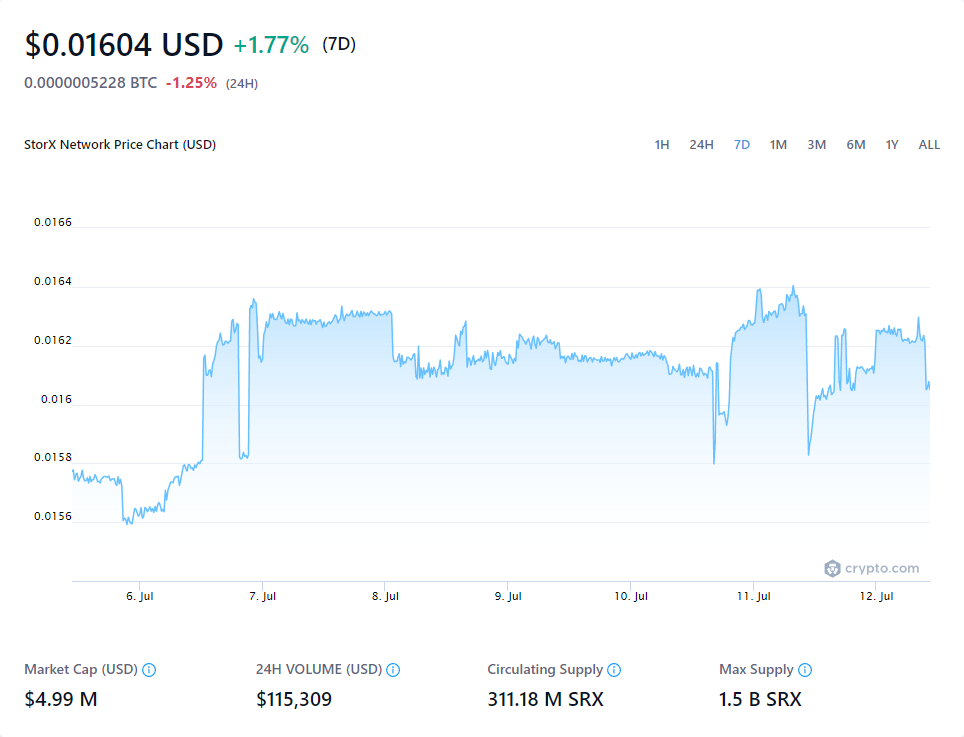 $0.01604 USD +1.77% (7D)
0.0000005228 BTC -1.25% (24H)
StorX Network Price Chart (USD) 1H 24H 7D 1M 3M 6M 1Y ALL
0.0166
0.0164
0.0162
0.016
0.0158
0.0156
crypto.com
6. Jul 7. Jul 8. Jul 9. Jul 10. Jul 11. Jul 12. Jul
Market Cap (USD) 24H VOLUME (USD) Circulating Supply Max Supply
$4.99 M $115,309 311.18 M SRX 1.5 B SRX